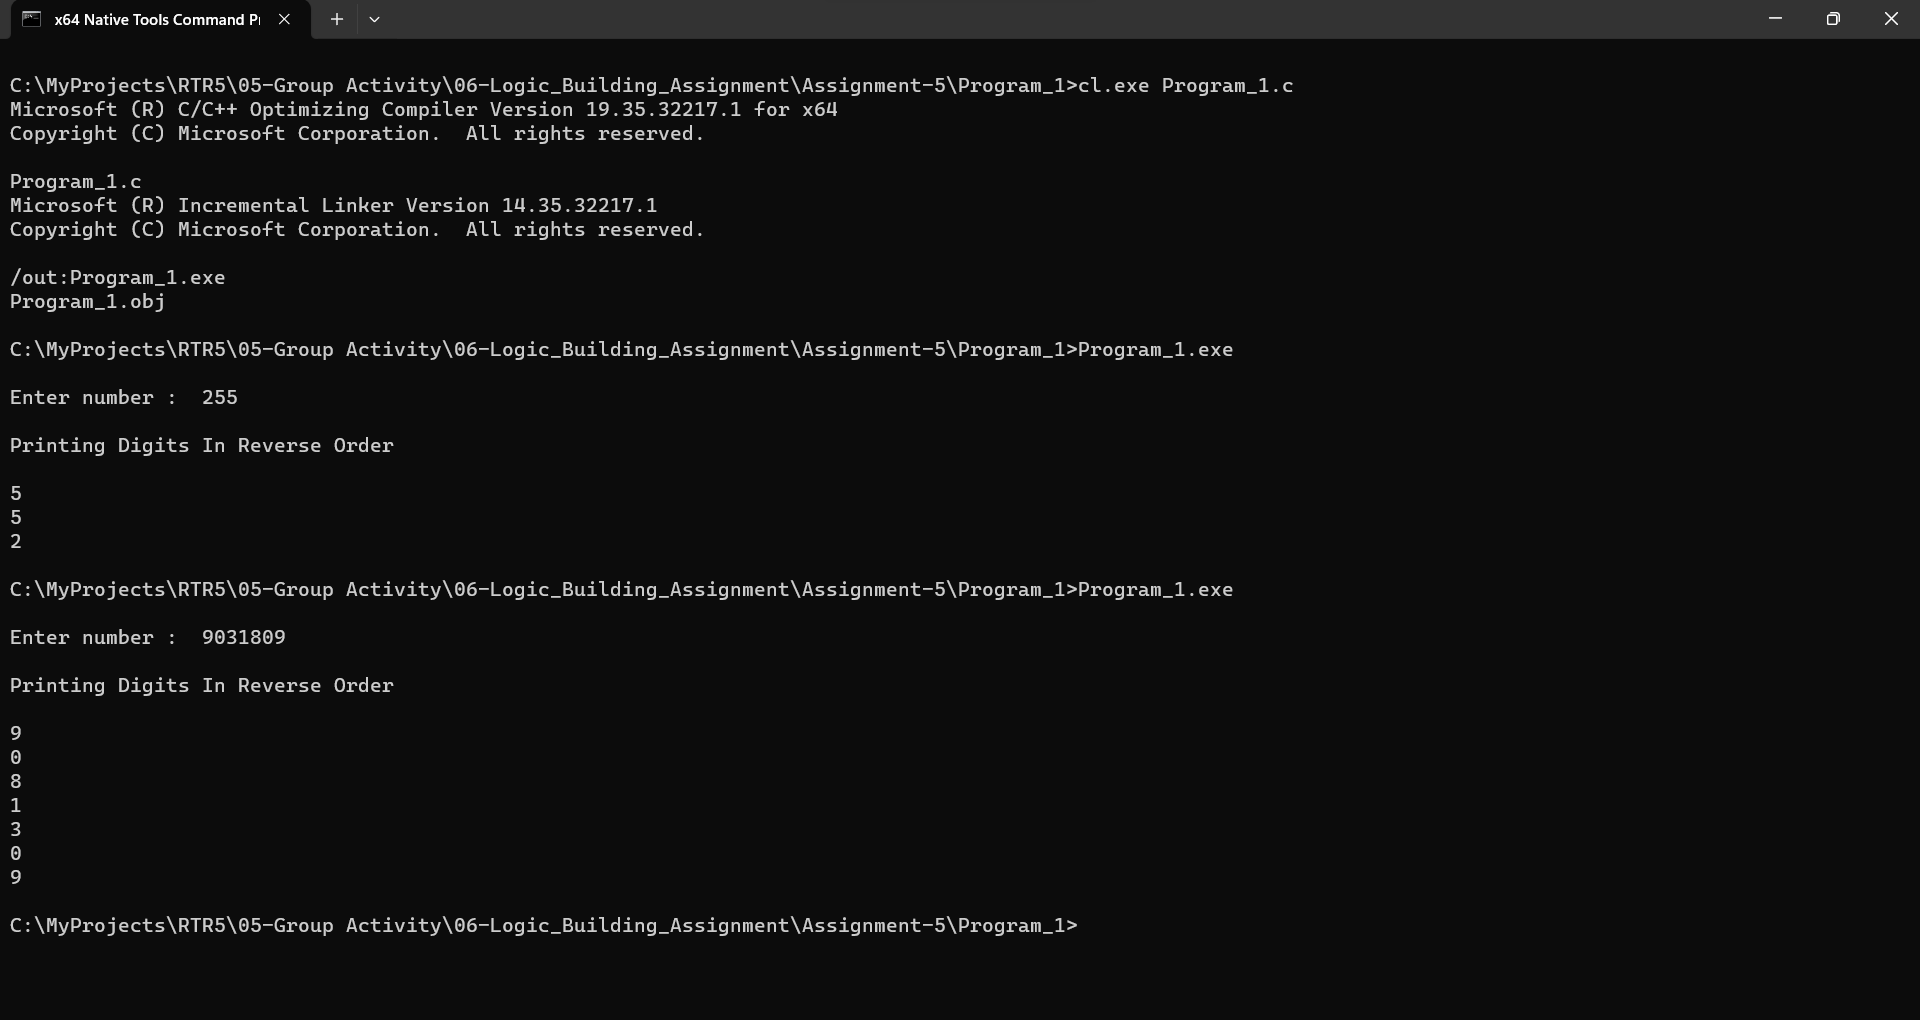 x64 Native Tools Command Pr
C:\MyProjects\RTR5\05-Group Activity\06-Logic_Building_Assignment\Assignment-5\Program_1>cl.exe Program_1.c
Microsoft (R) C/C++ Optimizing Compiler Version 19.35.32217.1 for x64
Copyright (C) Microsoft Corporation.  All rights reserved.
Program_1.c
Microsoft (R) Incremental Linker Version 14.35.32217.1
Copyright (C) Microsoft Corporation.  All rights reserved.
/out:Program_1.exe
Program_1.obj
C:\MyProjects\RTR5\05-Group Activity\06-Logic_Building_Assignment\Assignment-5\Program_1>Program_1.exe
Enter number :  255
Printing Digits In Reverse Order
5
5
2
C:\MyProjects\RTR5\05-Group Activity\06-Logic_Building_Assignment\Assignment-5\Program_1>Program_1.exe
Enter number :  9031809
Printing Digits In Reverse Order
9
0
8
1
3
0
9
C:\MyProjects\RTR5\05-Group Activity\06-Logic_Building_Assignment\Assignment-5\Program_1>